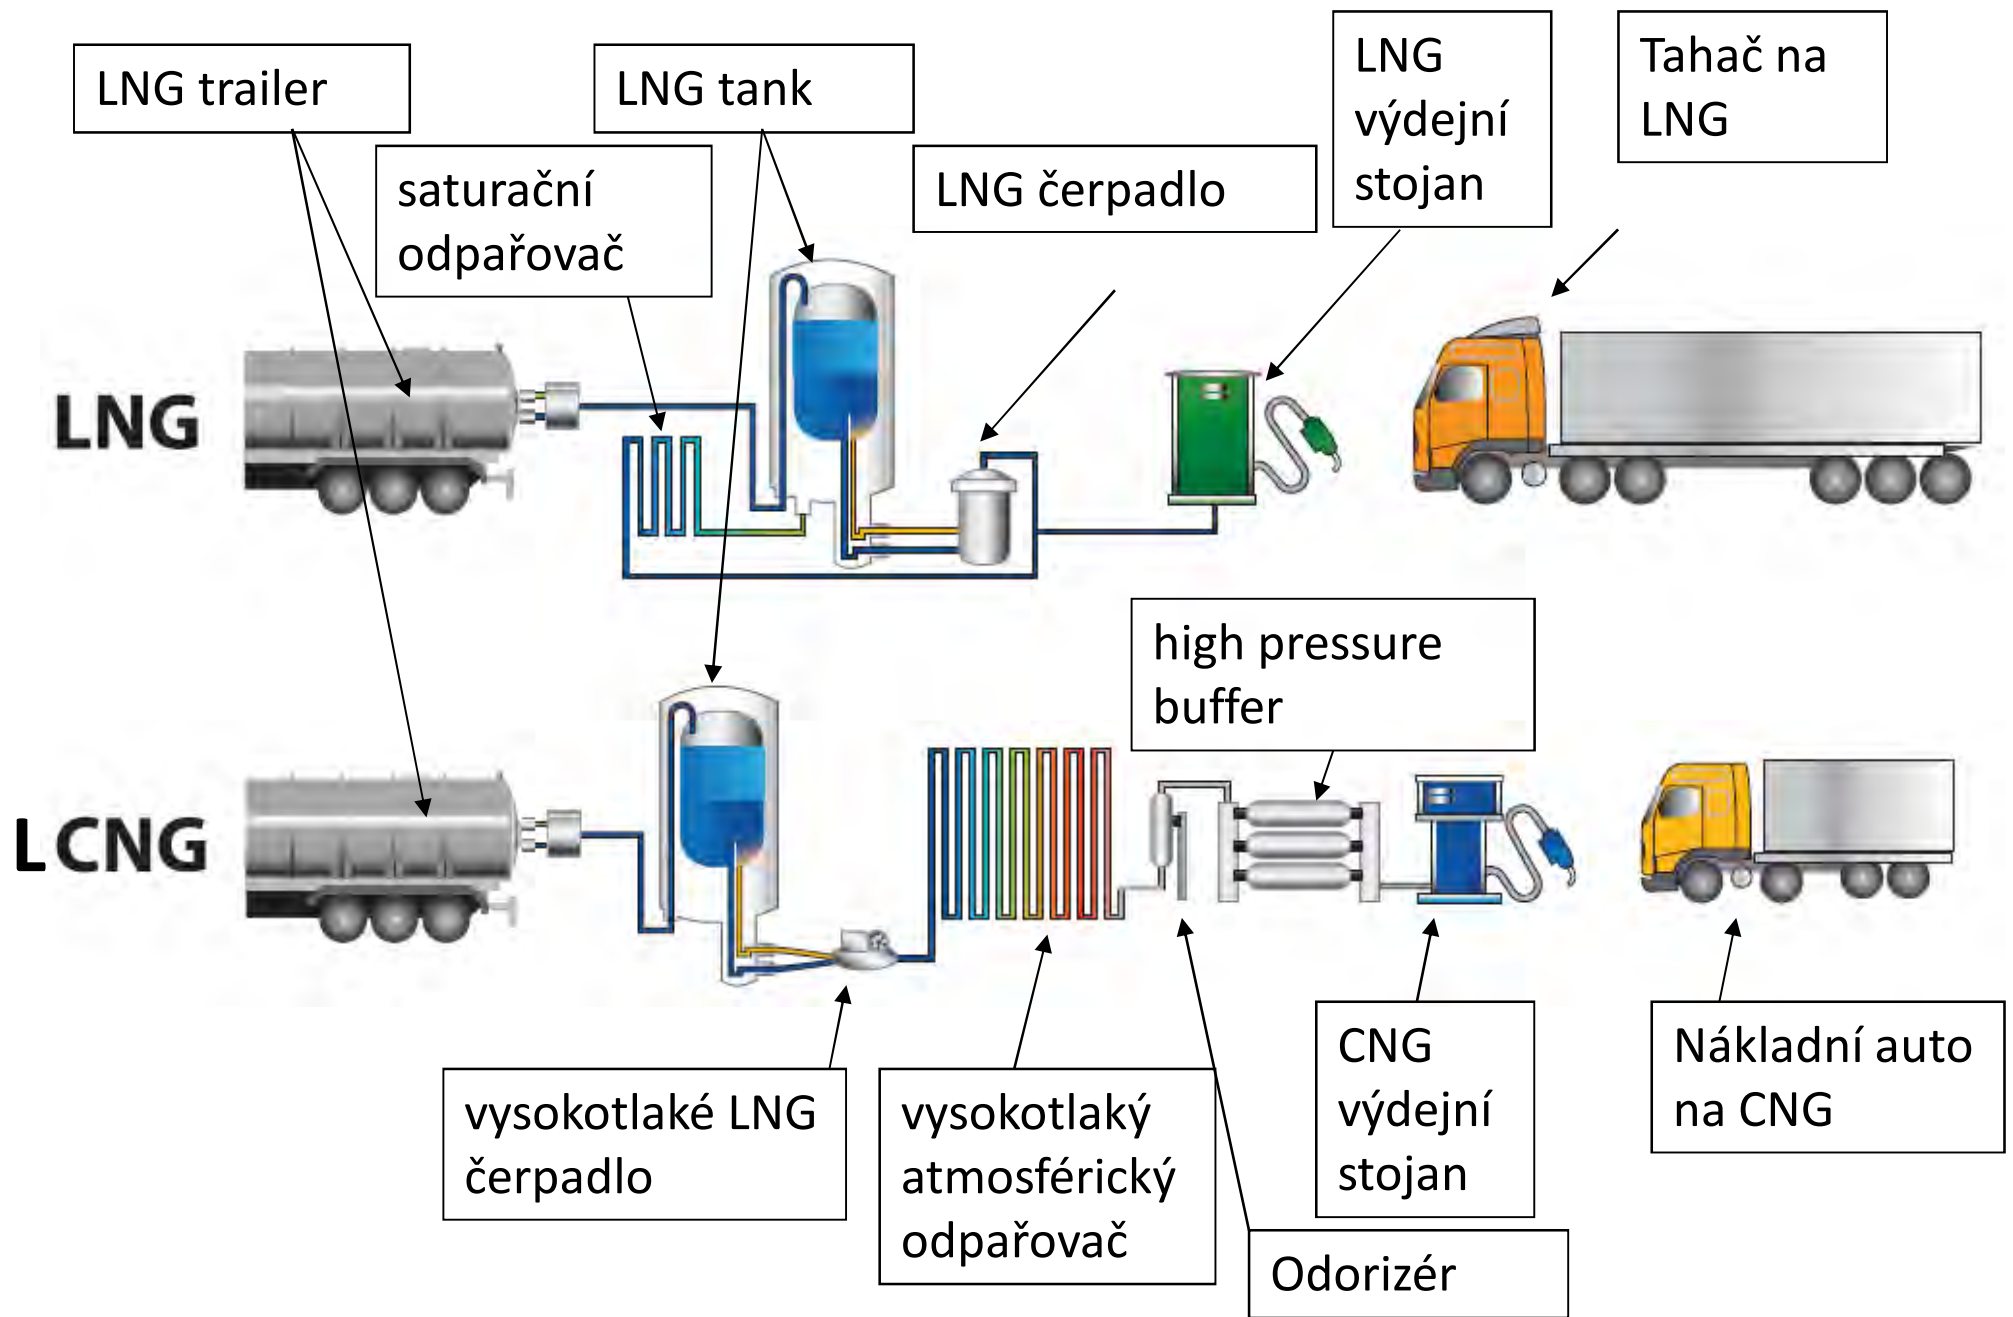 LNG trailer
LNG tank
LNG
výdejní
stojan
Tahač na
LNG
saturační
odpařovač
LNG čerpadlo
LNG
high pressure
buffer
LCNG
vysokotlaké LNG
čerpadlo
vysokotlaký
atmosférický
odpařovač
CNG
výdejní
stojan
Nákladní auto
na CNG
Odorizér